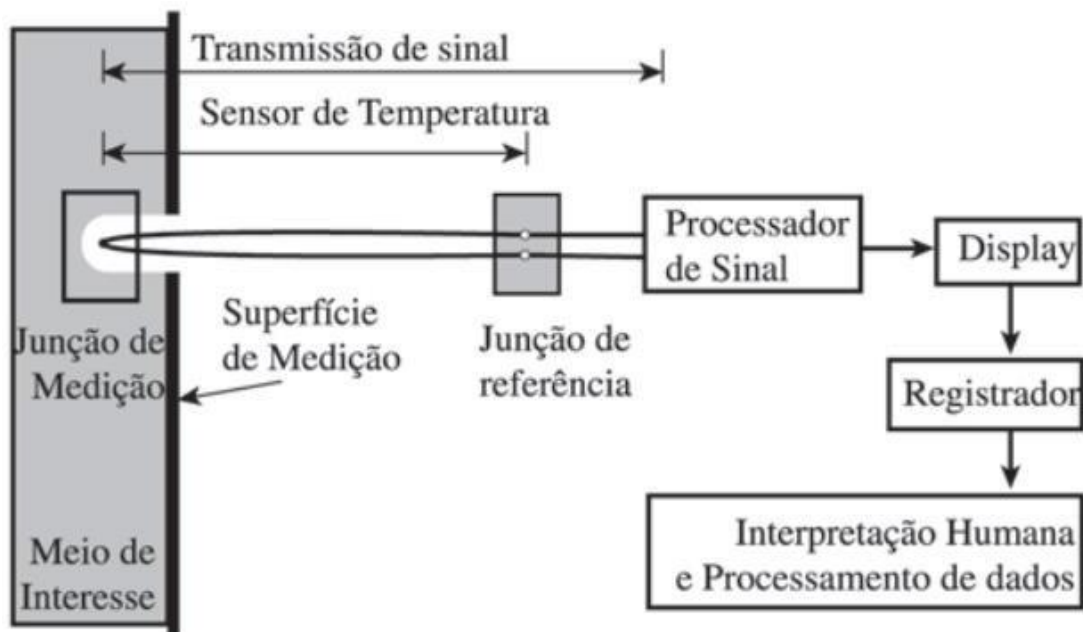 Transmissão de sinal
Sensor de Temperatura
Processador
de Sinal
Display
Junção de
Medição
Superfície
de Medição
Junção de
referência
Registrador
Meio de
Interesse
Interpretação Humana
e Processamento de dados